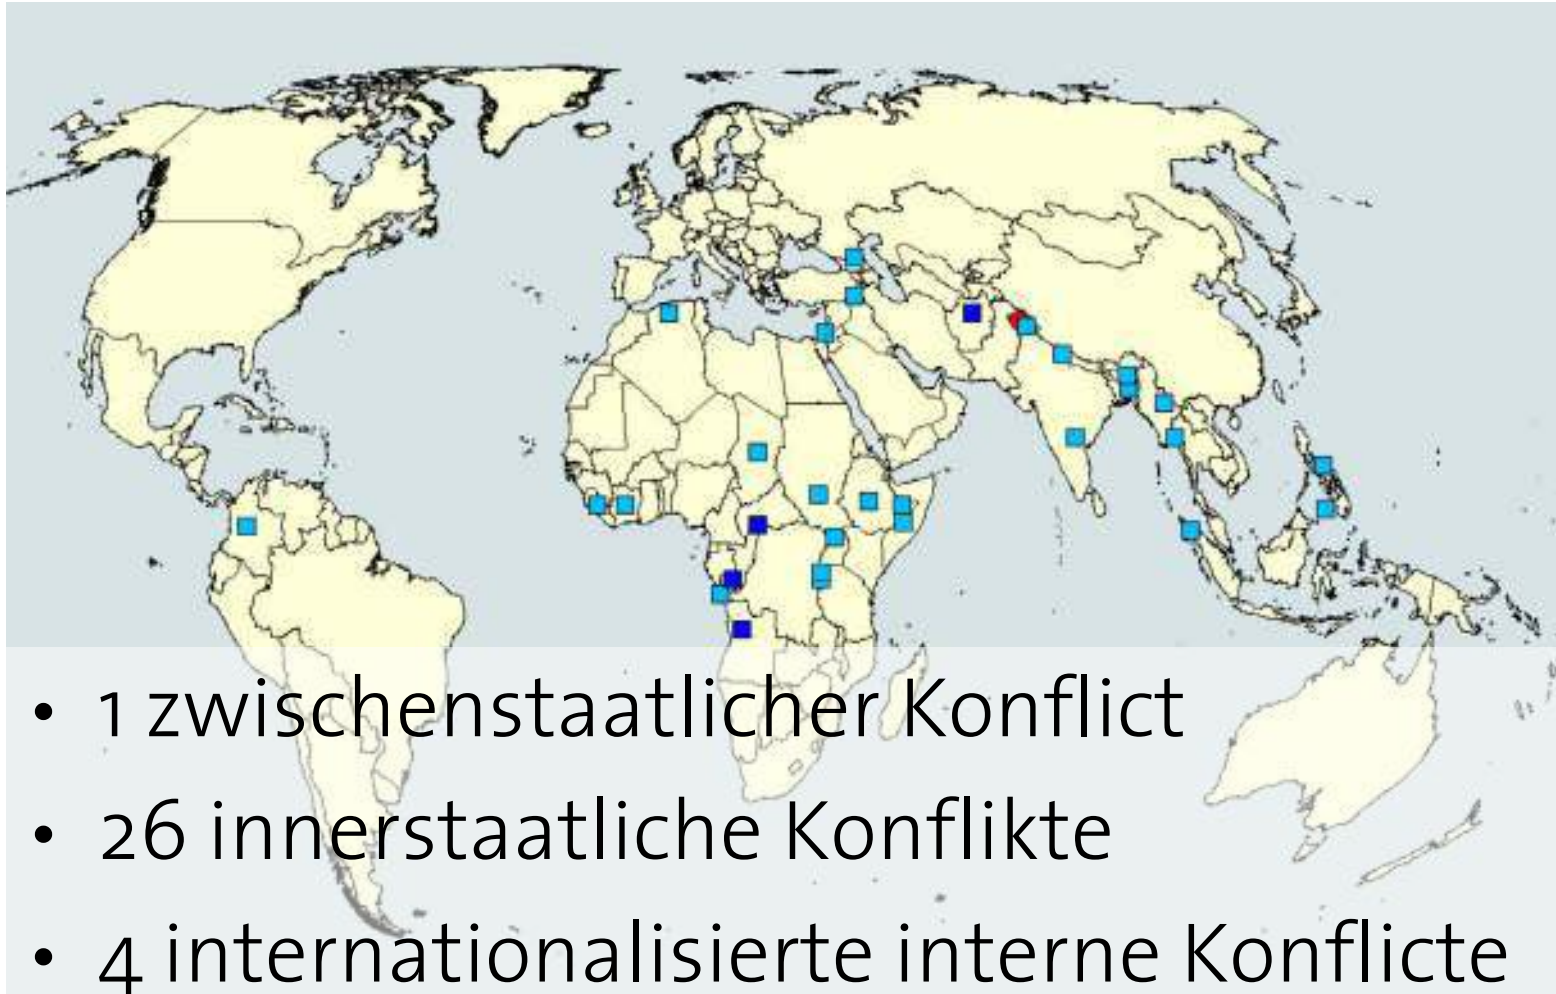 • 1 zwischenstaatlicher Konflict
• 26 innerstaatliche Konflikte
• 4 internationalisierte interne Konflicte